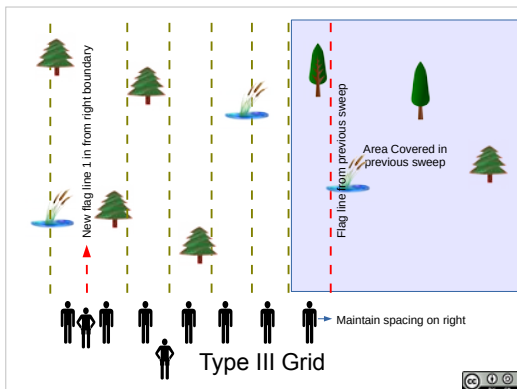 New flag line 1 in from right boundary
Flag line from previous sweep
Area Covered in
previous sweep
Maintain spacing on right
Type III Grid
cc